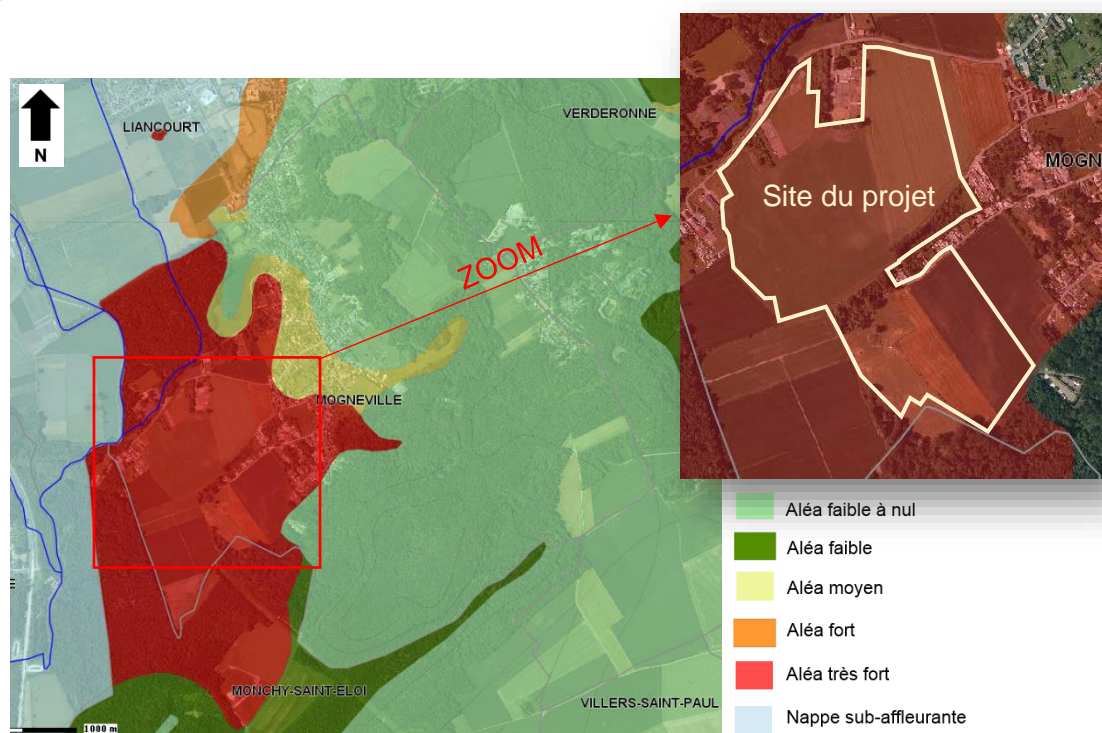 N
LIANCOURT
VERDERONNE
ZOOM
MOGNEVILLE
MONCHY-SAINT-ELOI
VILLERS-SAINT-PAUL
E
1000 m
Site du projet
MOGN
Aléa faible à nul
Aléa faible
Aléa moyen
Aléa fort
Aléa très fort
Nappe sub-affleurante